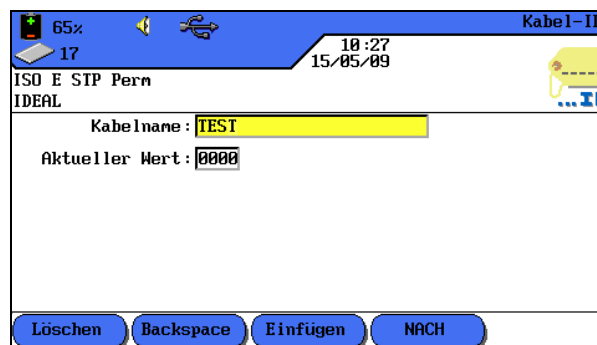 65% Kabel-I
17 10:27
15/05/09
ISO E STP Perm
IDEAL
Kabelname: TEST
Aktueller Wert: 0000
Löschen Backspace Einfügen NACH